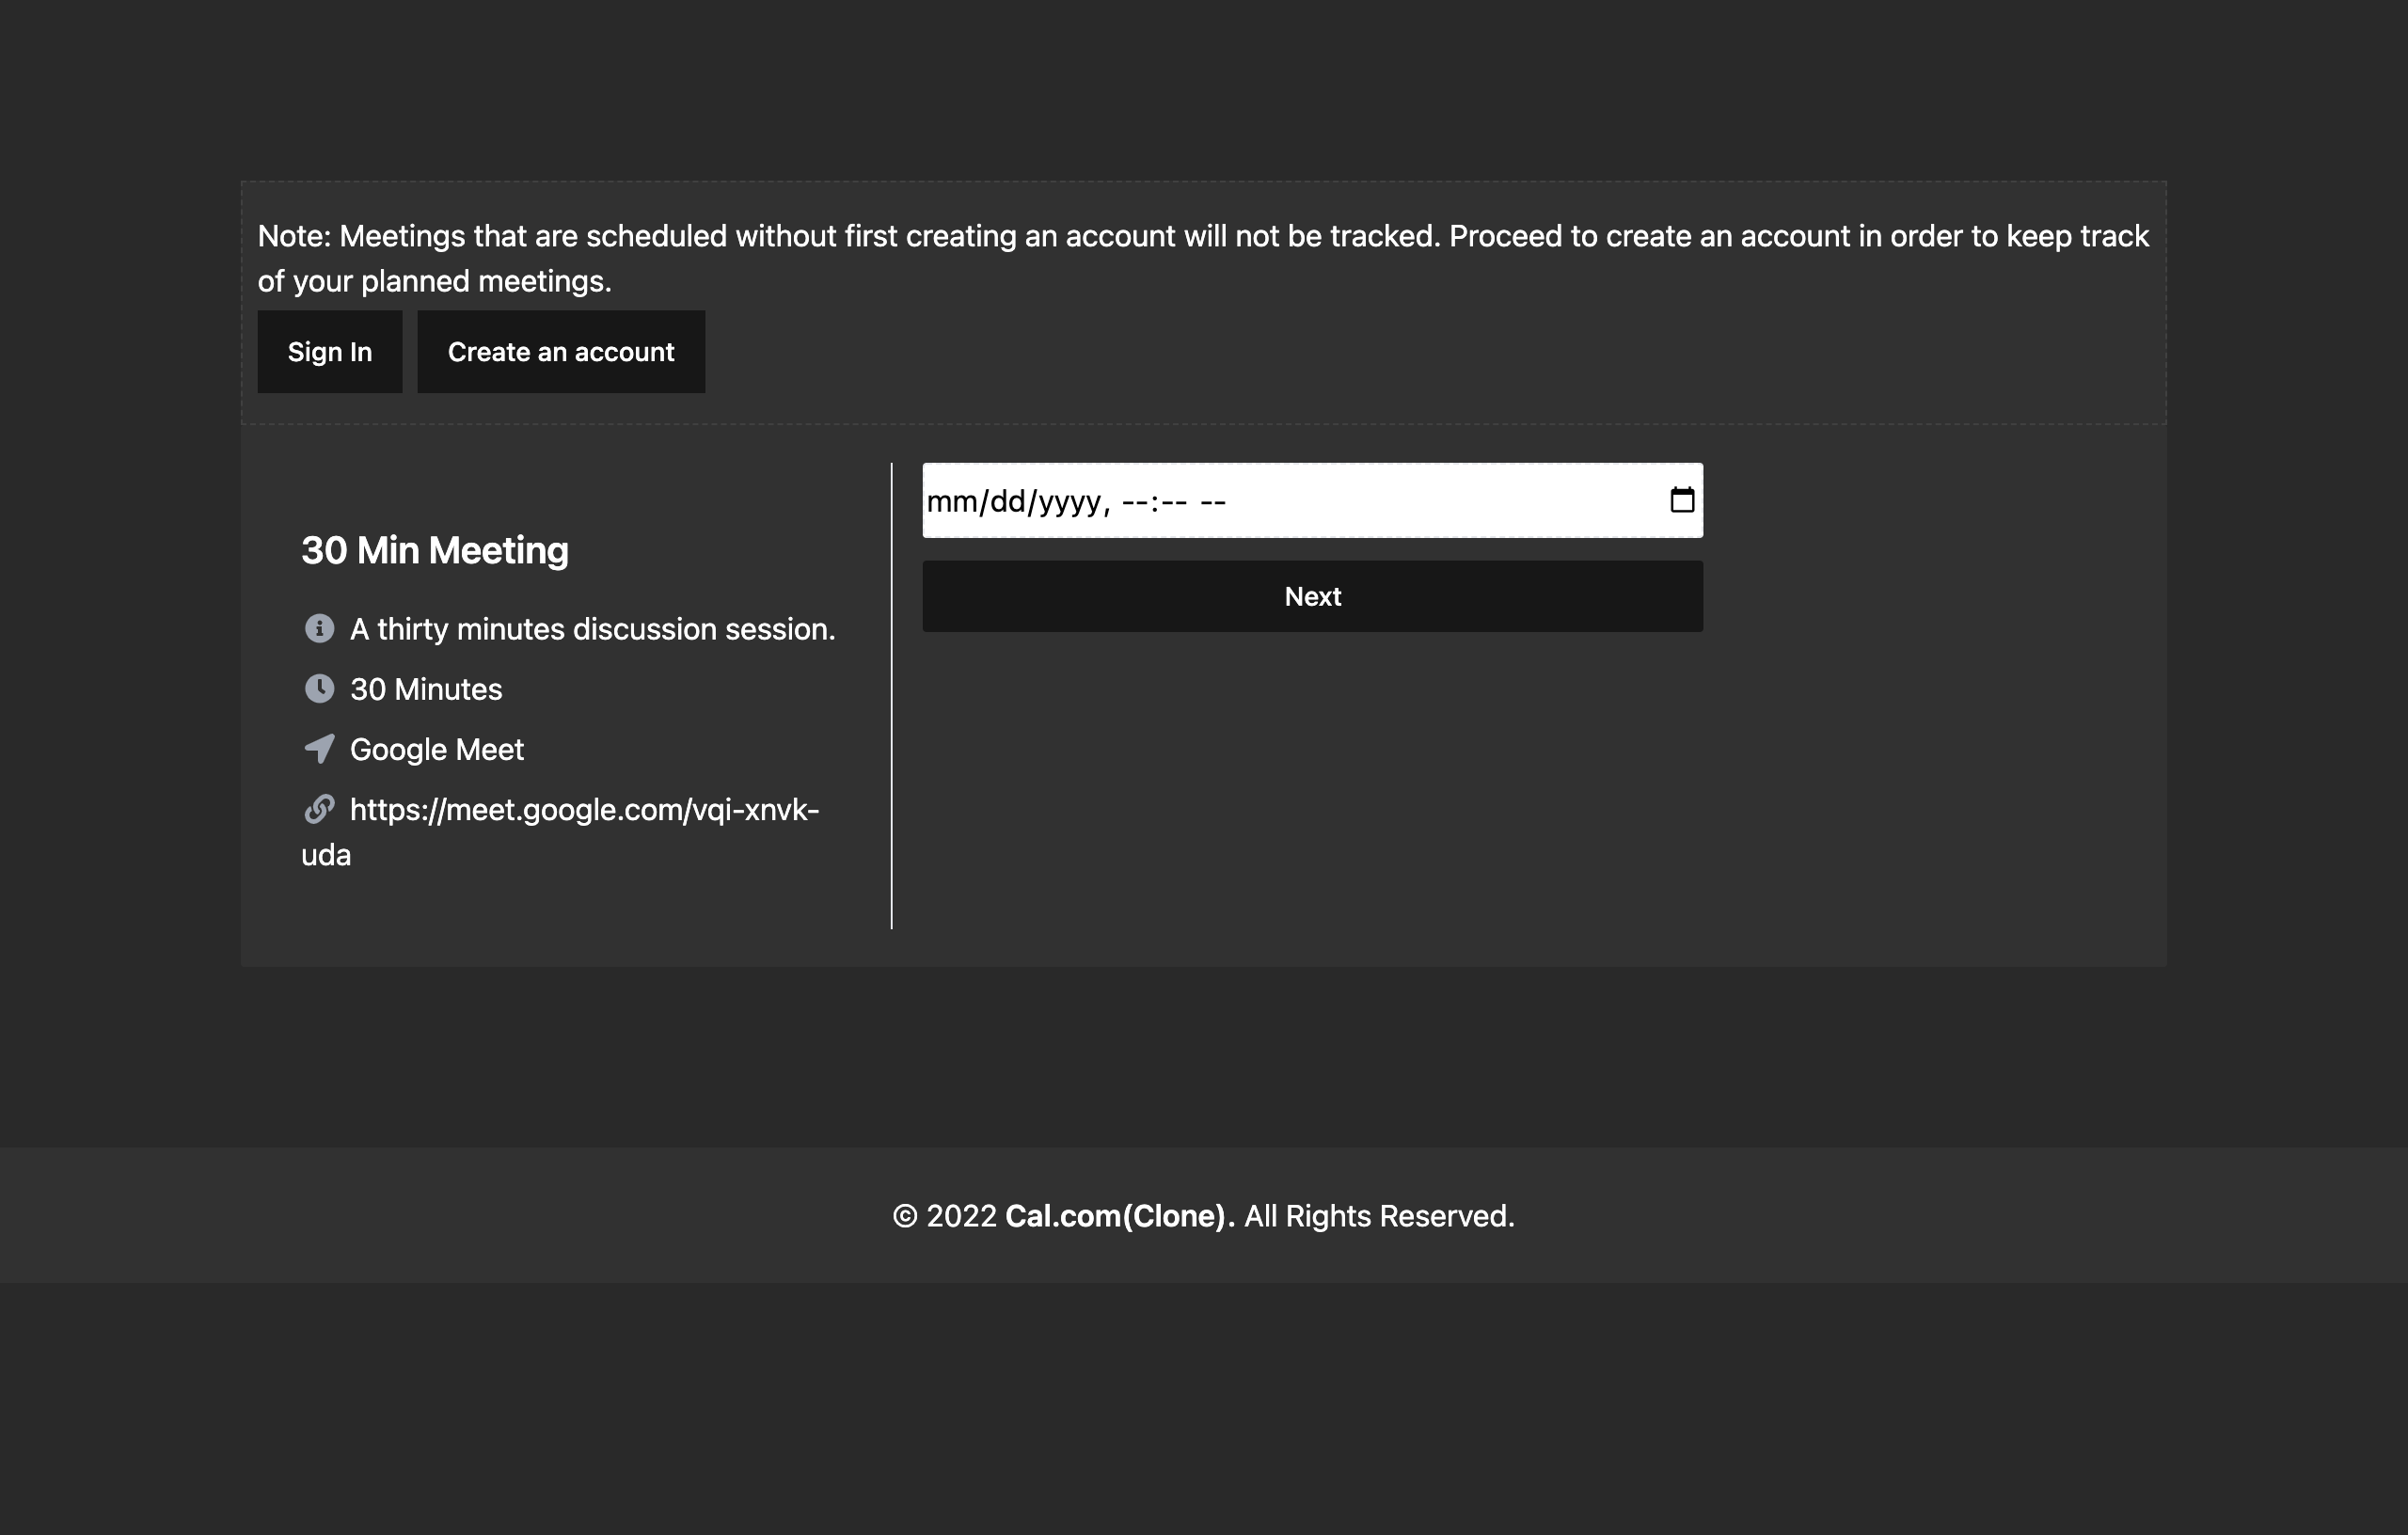 Note: Meetings that are scheduled without first creating an account will not be tracked. Proceed to create an account in order to keep track
of your planned meetings.
Sign In
Create an account
mm/dd/yyyy, --:-- --
Next
30 Min Meeting
A thirty minutes discussion session.
30 Minutes
Google Meet
https://meet.google.com/vqi-xnvk-
uda
© 2022 Cal.com(Clone). All Rights Reserved.